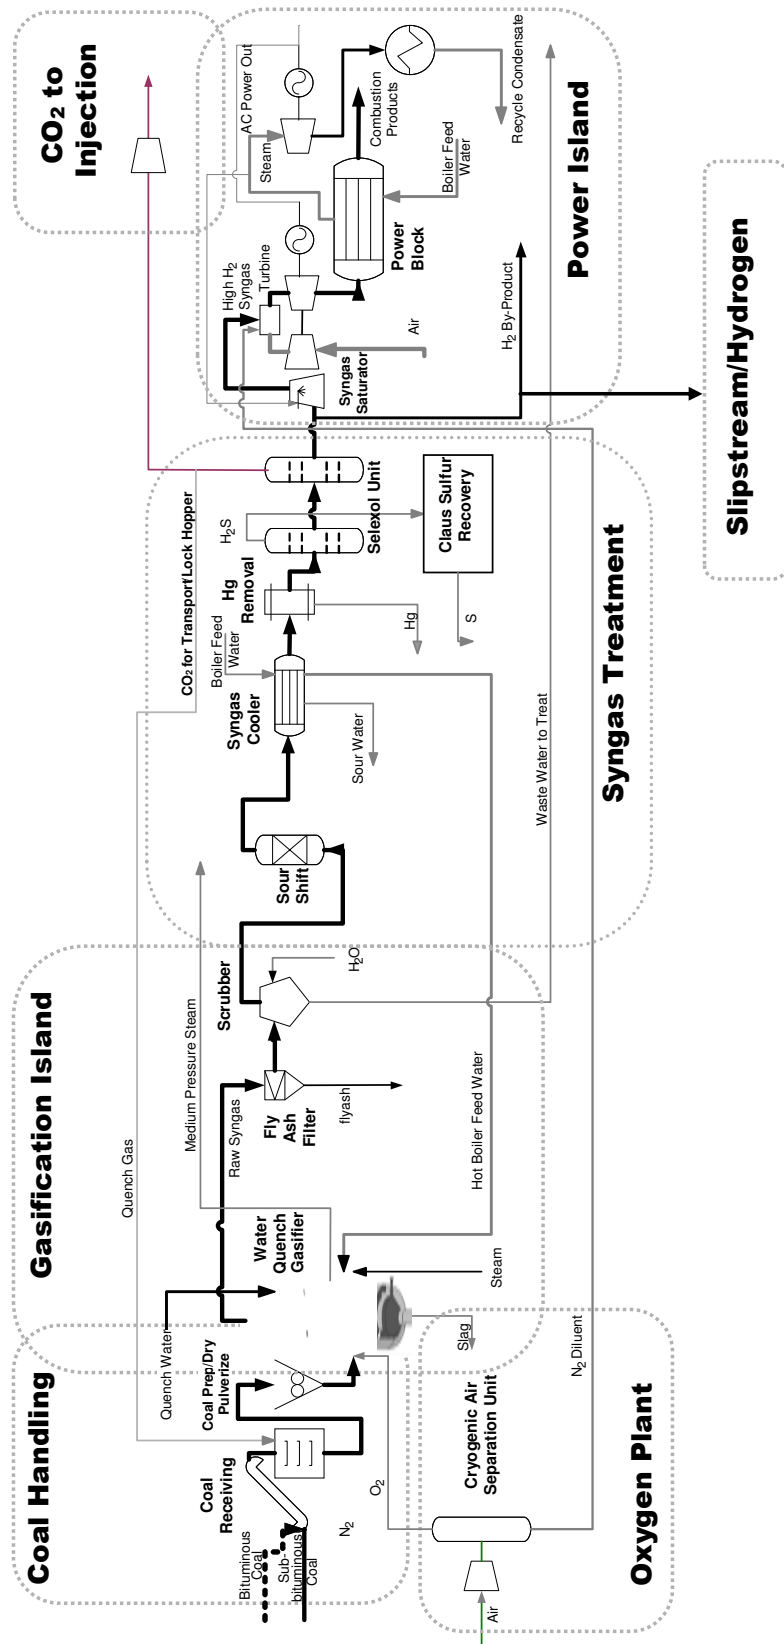 Coal Handling
Bituminous
Coal
Sub-
bituminous
Coal
Coal
Receiving
N2
Coal Prep/Dry
Pulverize
Quench Water
Oxygen Plant
Air
Cryogenic Air
Separation Unit
O2
N2 Diluent
Gasification Island
Quench Gas
Medium Pressure Steam
Raw Syngas
Water
Quench
Gasifier
Steam
Slag
Hot Boiler Feed Water
Fly
Ash
Filter
flyash
Scrubber
H2O
Syngas Treatment
Sour
Shift
Syngas
Cooler
Boiler Feed
Water
Sour Water
Waste Water to Treat
Hg
Removal
Hg
CO2 for Transport/Lock Hopper
H2S
Selexol Unit
Claus Sulfur
Recovery
S
Power Island
Syngas
Saturator
High H2
Syngas
Turbine
Air
H2 By-Product
Power
Block
Boiler Feed
Water
Steam
AC Power Out
Combustion
Products
Recycle Condensate
CO2 to
Injection
Slipstream/Hydrogen